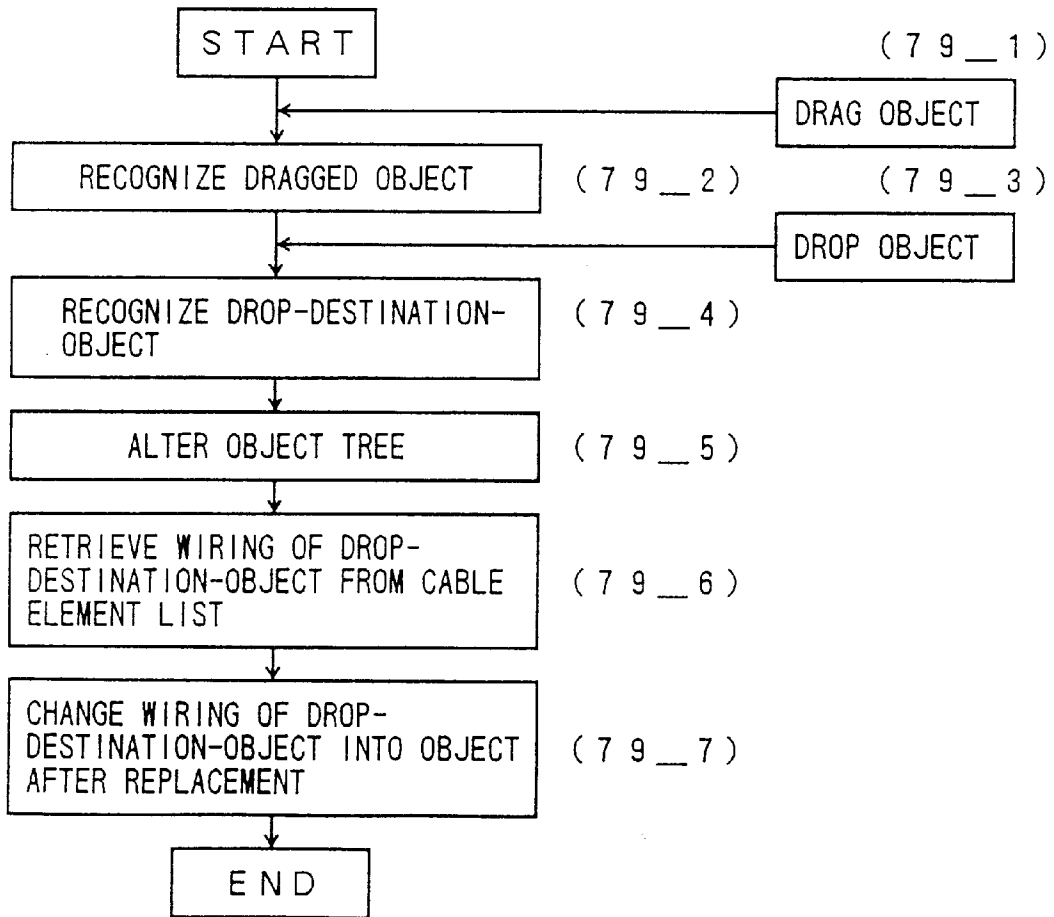 START
(79_1)
DRAG OBJECT
RECOGNIZE DRAGGED OBJECT
(79_2)
(79_3)
DROP OBJECT
RECOGNIZE DROP-DESTINATION-
OBJECT
(79_4)
ALTER OBJECT TREE
(79_5)
RETRIEVE WIRING OF DROP-
DESTINATION-OBJECT FROM CABLE
ELEMENT LIST
(79_6)
CHANGE WIRING OF DROP-
DESTINATION-OBJECT INTO OBJECT
AFTER REPLACEMENT
(79_7)
END